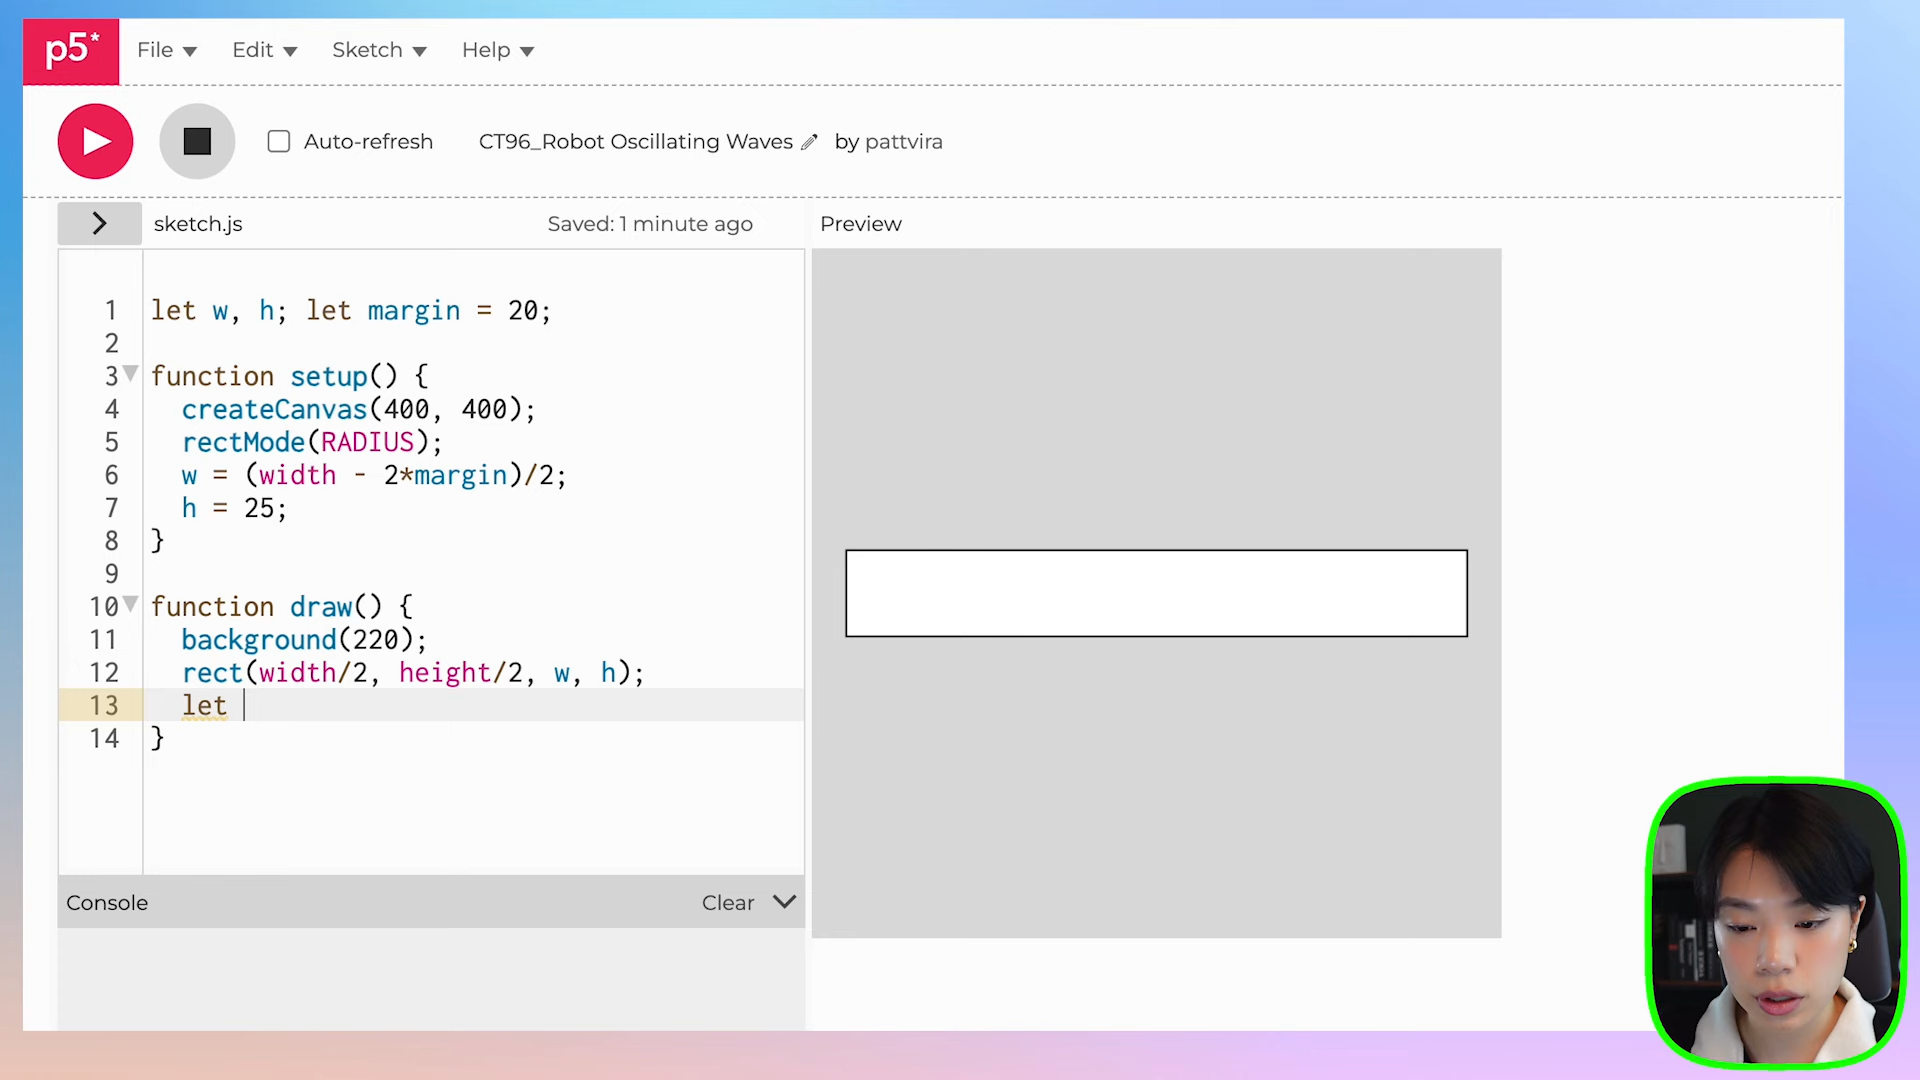 p5* File Edit Sketch Help
Auto-refresh CT96_Robot Oscillating Waves by pattvira
sketch.js Saved: 1 minute ago Preview
1 let w, h; let margin = 20;
2
3 function setup() {
4 createCanvas(400, 400);
5 rectMode(RADIUS);
6 w = (width - 2*margin)/2;
7 h = 25;
8 }
9
10 function draw() {
11 background(220);
12 rect(width/2, height/2, w, h);
13 let
14 }
Console Clear